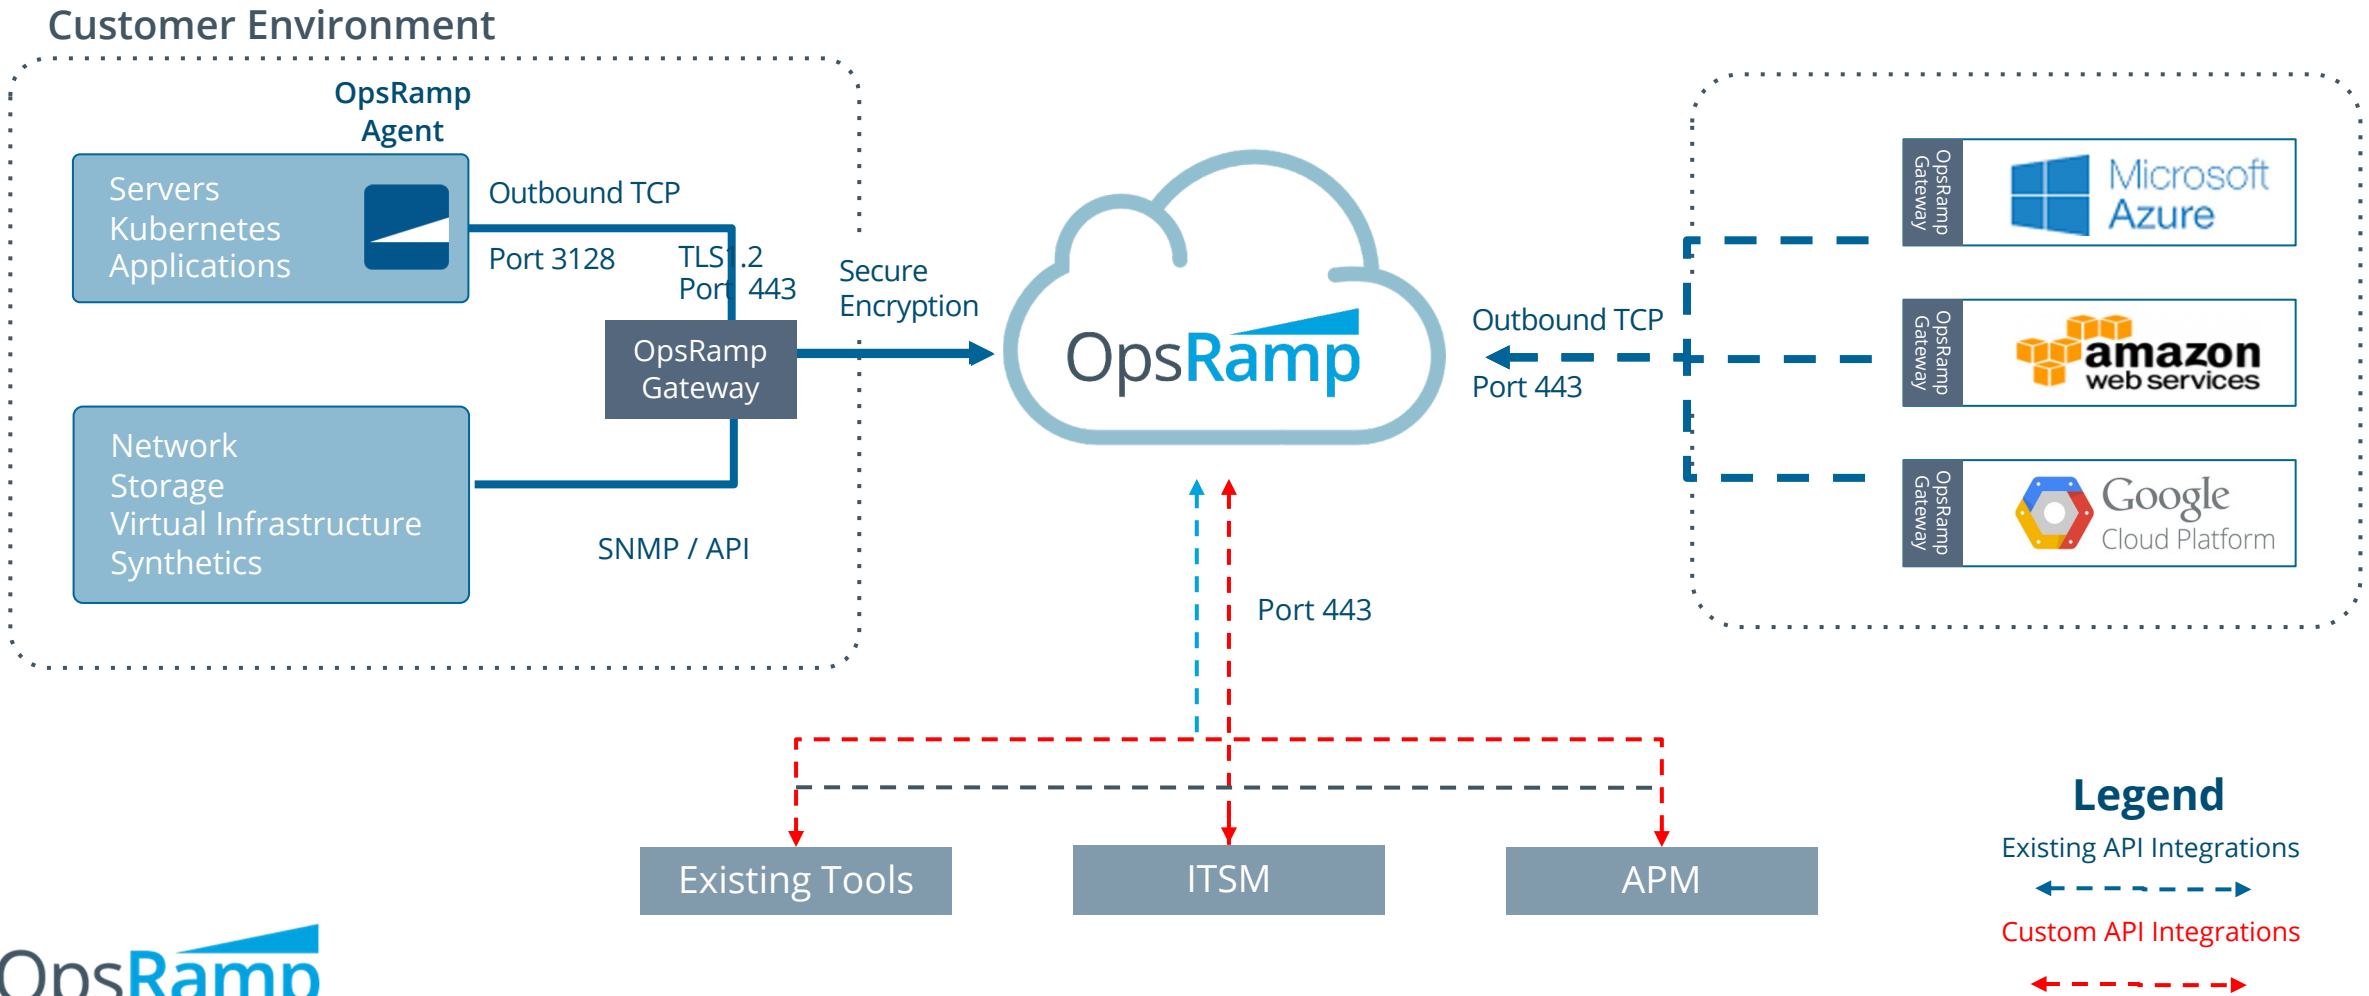 Customer Environment
OpsRamp
Agent
Servers
Kubernetes
Applications
Outbound TCP
Port 3128
TLS1.2
Port 443
Secure
Encryption
OpsRamp
Gateway
Network
Storage
Virtual Infrastructure
Synthetics
SNMP / API
OpsRamp
Outbound TCP
Port 443
OpsRamp
Gateway
Microsoft
Azure
OpsRamp
Gateway
amazon
web services
OpsRamp
Gateway
Google
Cloud Platform
Port 443
Existing Tools
ITSM
APM
Legend
Existing API Integrations
Custom API Integrations
OpsRamp